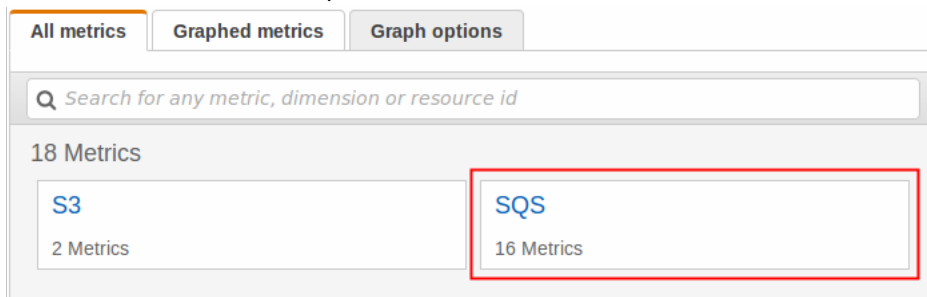 All metrics Graphed metrics Graph options
Search for any metric, dimension or resource id
18 Metrics
S3 SQS
2 Metrics 16 Metrics